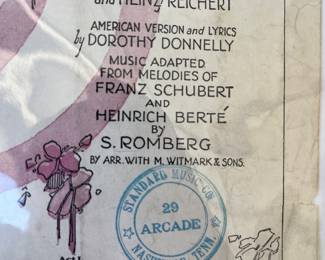 and HEINZ REICHERT
AMERICAN VERSION and LYRICS
by DOROTHY DONNELLY
MUSIC ADAPTED
FROM MELODIES OF
FRANZ SCHUBERT
AND
HEINRICH BERTÉ
BY
S. ROMBERG
BY ARR. WITH M. WITMARK & SONS.
STANDARD MUSIC CO
29
ARCADE
NASHVILLE, TENN.